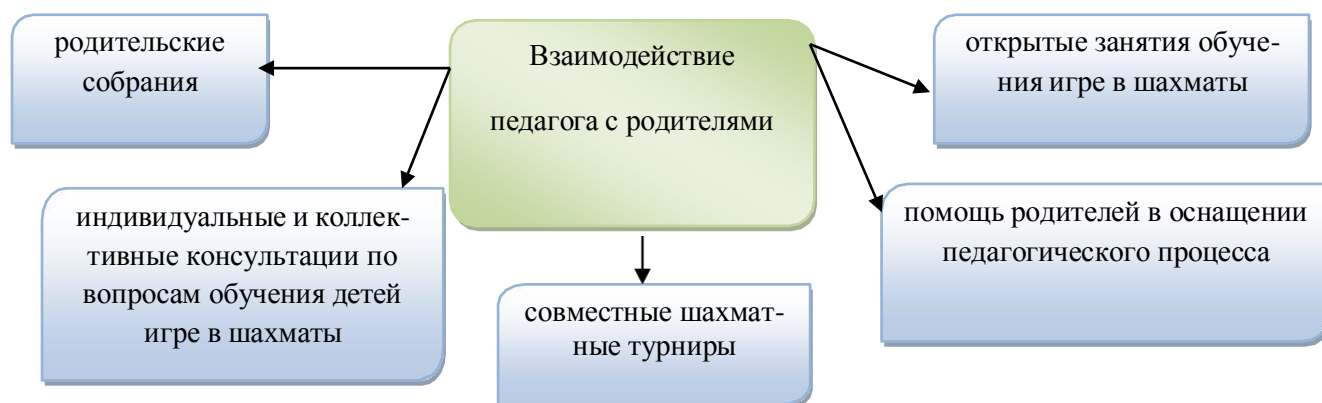 родительские
собрания
Взаимодействие
педагога с родителями
открытые занятия обуче-
ния игре в шахматы
индивидуальные и коллек-
тивные консультации по
вопросам обучения детей
игре в шахматы
совместные шахмат-
ные турниры
помощь родителей в оснащении
педагогического процесса